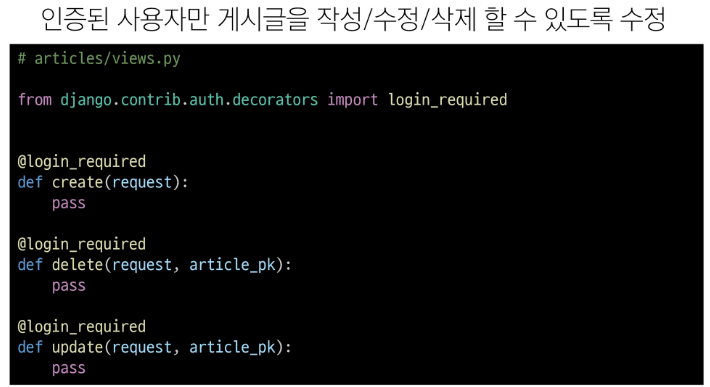 인증된 사용자만 게시글을 작성/수정/삭제 할 수 있도록 수정
# articles/views.py
from django.contrib.auth.decorators import login_required
@login_required
def create(request):
    pass
@login_required
def delete(request, article_pk):
    pass
@login_required
def update(request, article_pk):
    pass